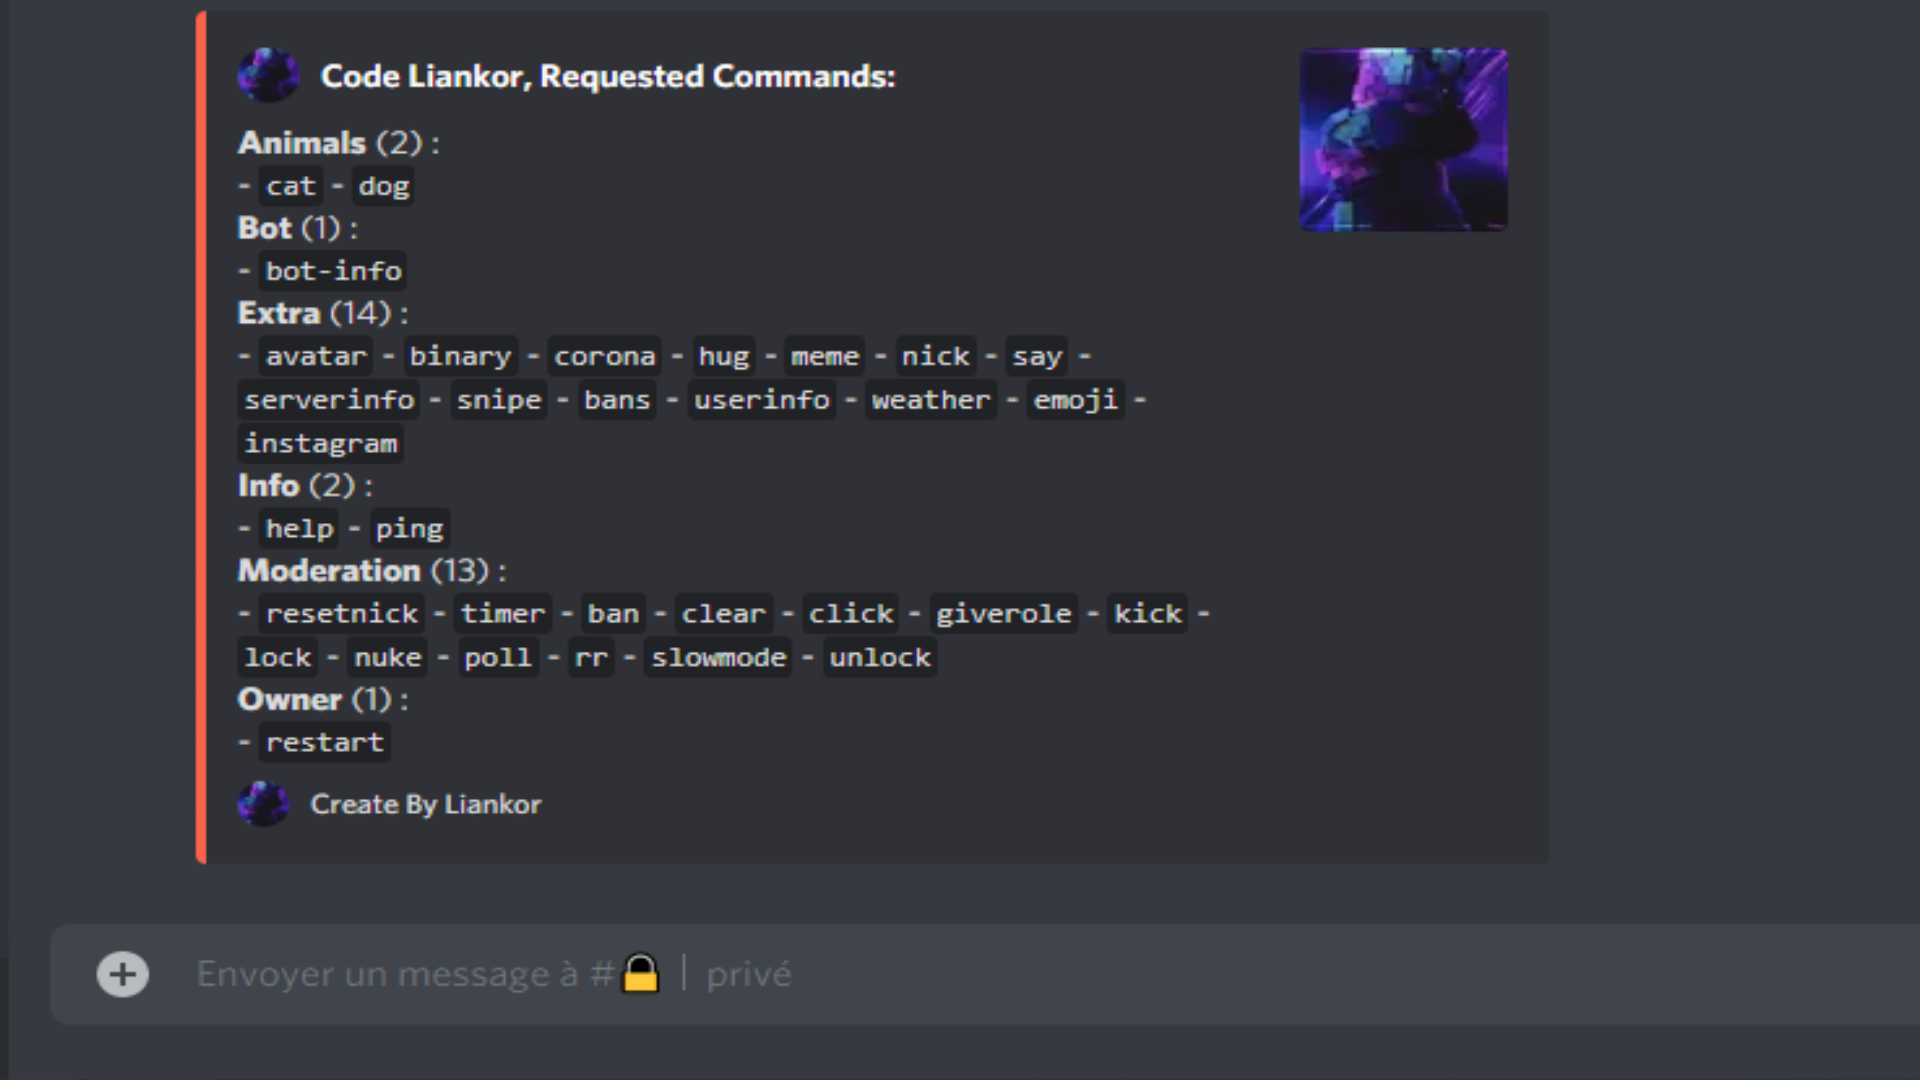 Code Liankor, Requested Commands:
Animals (2) :
- cat - dog
Bot (1) :
- bot-info
Extra (14) :
- avatar - binary - corona - hug - meme - nick - say -
serverinfo - snipe - bans - userinfo - weather - emoji -
instagram
Info (2) :
- help - ping
Moderation (13) :
- resetnick - timer - ban - clear - click - giverole - kick -
lock - nuke - poll - rr - slowmode - unlock
Owner (1) :
- restart
Create By Liankor
Envoyer un message à #🔒 | privé